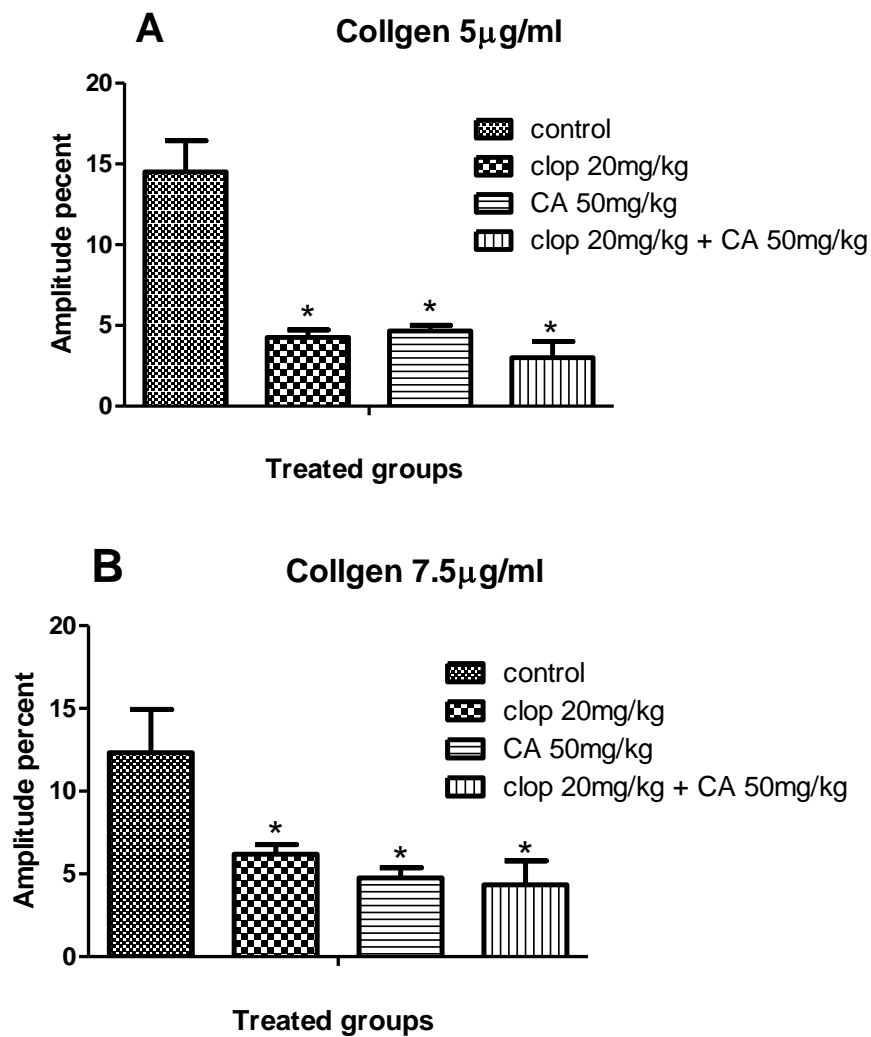 A
Collgen 5μg/ml
20
15
10
5
0
Amplitude pecent
control
clop 20mg/kg
CA 50mg/kg
clop 20mg/kg + CA 50mg/kg
*
*
*
Treated groups
B
Collgen 7.5μg/ml
20
15
10
5
0
Amplitude percent
control
clop 20mg/kg
CA 50mg/kg
clop 20mg/kg + CA 50mg/kg
*
*
*
Treated groups